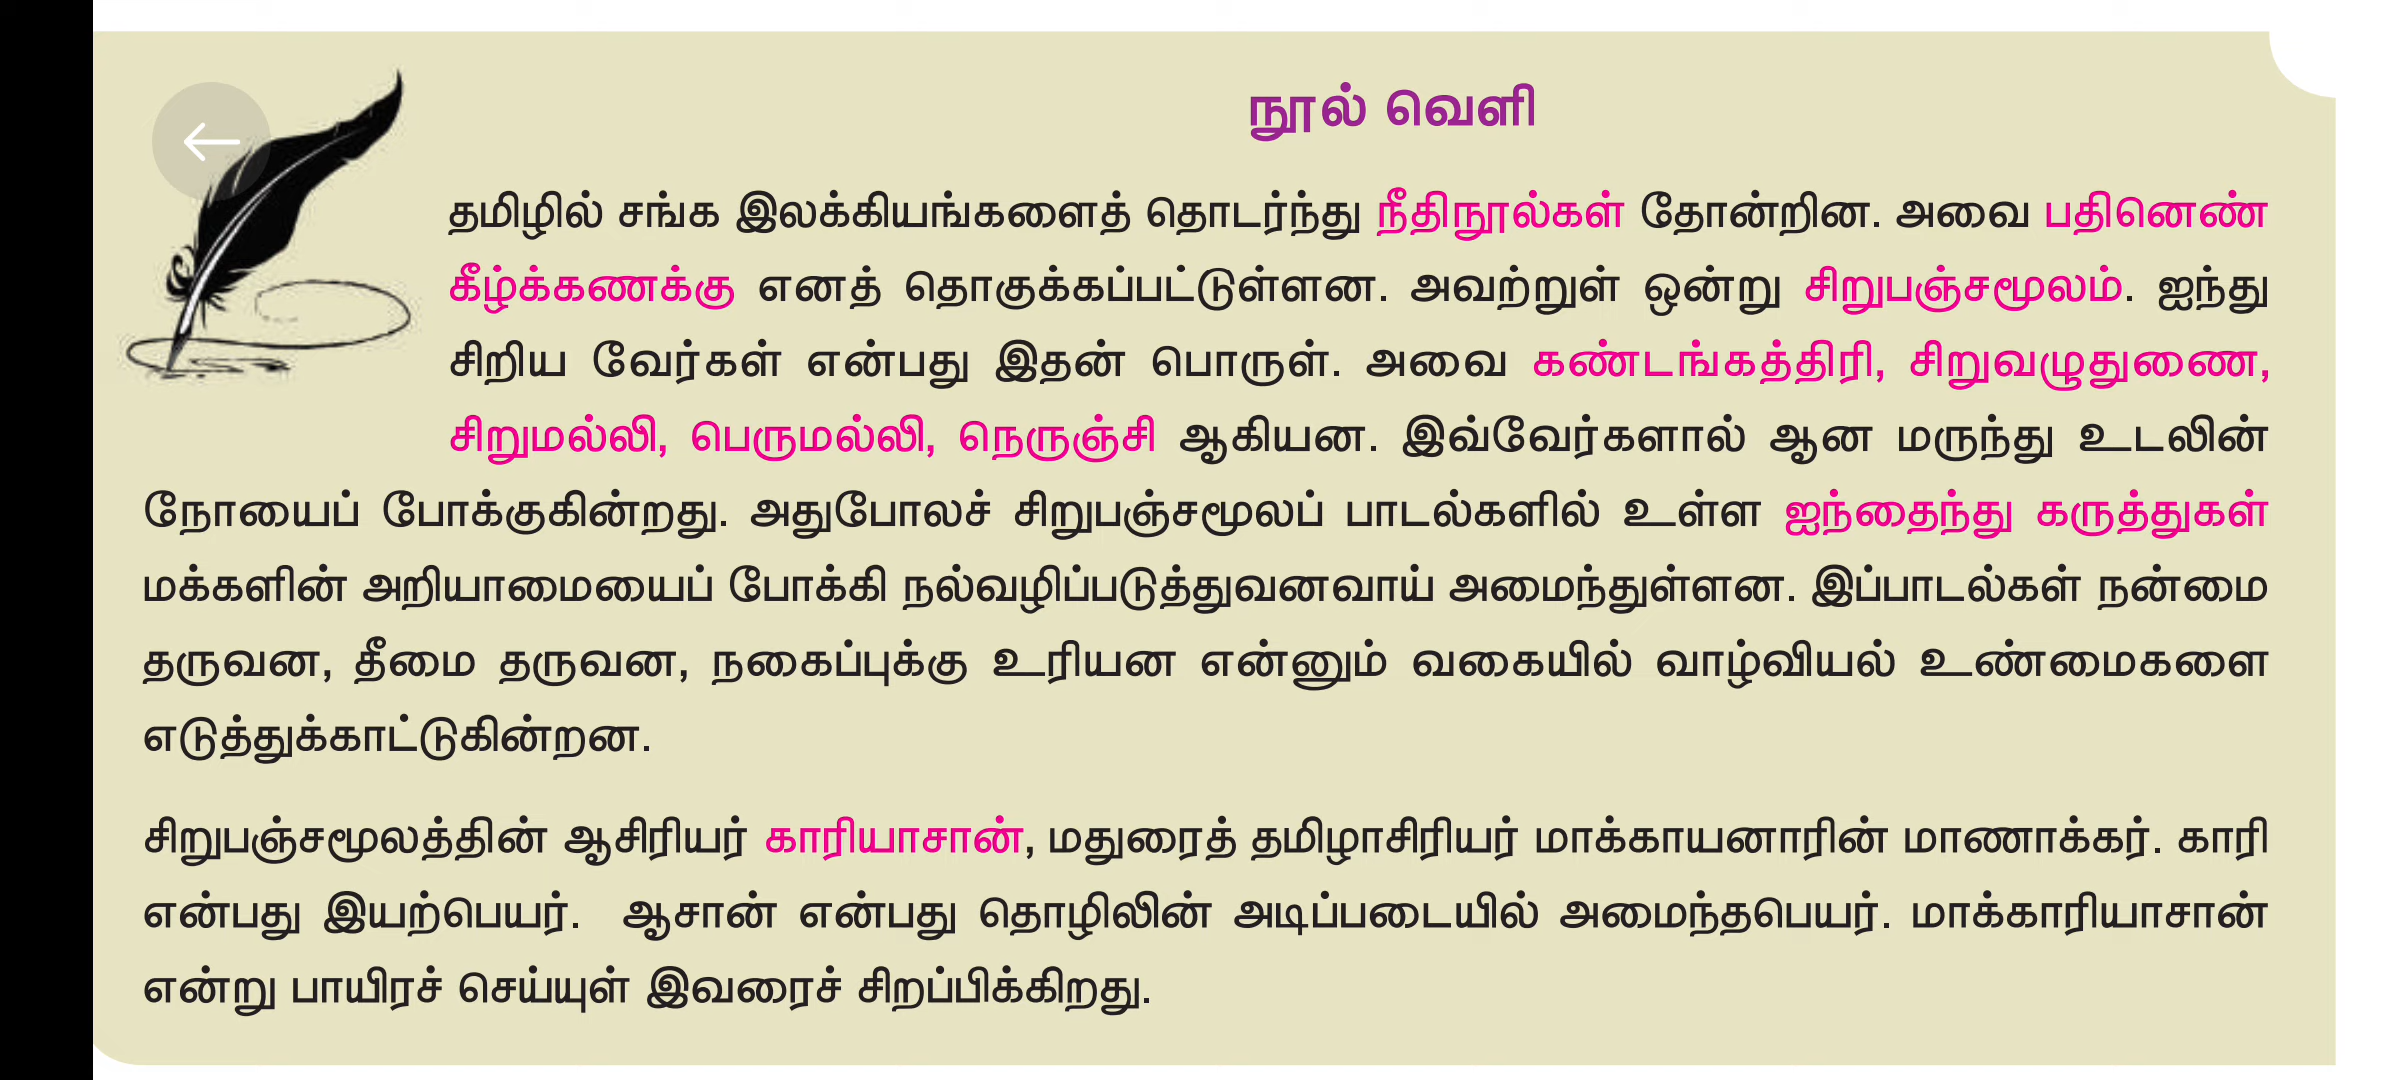 நூல் வெளி
தமிழில் சங்க இலக்கியங்களைத் தொடர்ந்து நீதிநூல்கள் தோன்றின. அவை பதினெண்
கீழ்க்கணக்கு எனத் தொகுக்கப்பட்டுள்ளன. அவற்றுள் ஒன்று சிறுபஞ்சமூலம். ஐந்து
சிறிய வேர்கள் என்பது இதன் பொருள். அவை கண்டங்கத்திரி, சிறுவழுதுணை,
சிறுமல்லி, பெருமல்லி, நெருஞ்சி ஆகியன. இவ்வேர்களால் ஆன மருந்து உடலின்
நோயைப் போக்குகின்றது. அதுபோலச் சிறுபஞ்சமூலப் பாடல்களில் உள்ள ஐந்தைந்து கருத்துகள்
மக்களின் அறியாமையைப் போக்கி நல்வழிப்படுத்துவனவாய் அமைந்துள்ளன. இப்பாடல்கள் நன்மை
தருவன, தீமை தருவன, நகைப்புக்கு உரியன என்னும் வகையில் வாழ்வியல் உண்மைகளை
எடுத்துக்காட்டுகின்றன.
சிறுபஞ்சமூலத்தின் ஆசிரியர் காரியாசான், மதுரைத் தமிழாசிரியர் மாக்காயனாரின் மாணாக்கர். காரி
என்பது இயற்பெயர். ஆசான் என்பது தொழிலின் அடிப்படையில் அமைந்தபெயர். மாக்காரியாசான்
என்று பாயிரச் செய்யுள் இவரைச் சிறப்பிக்கிறது.